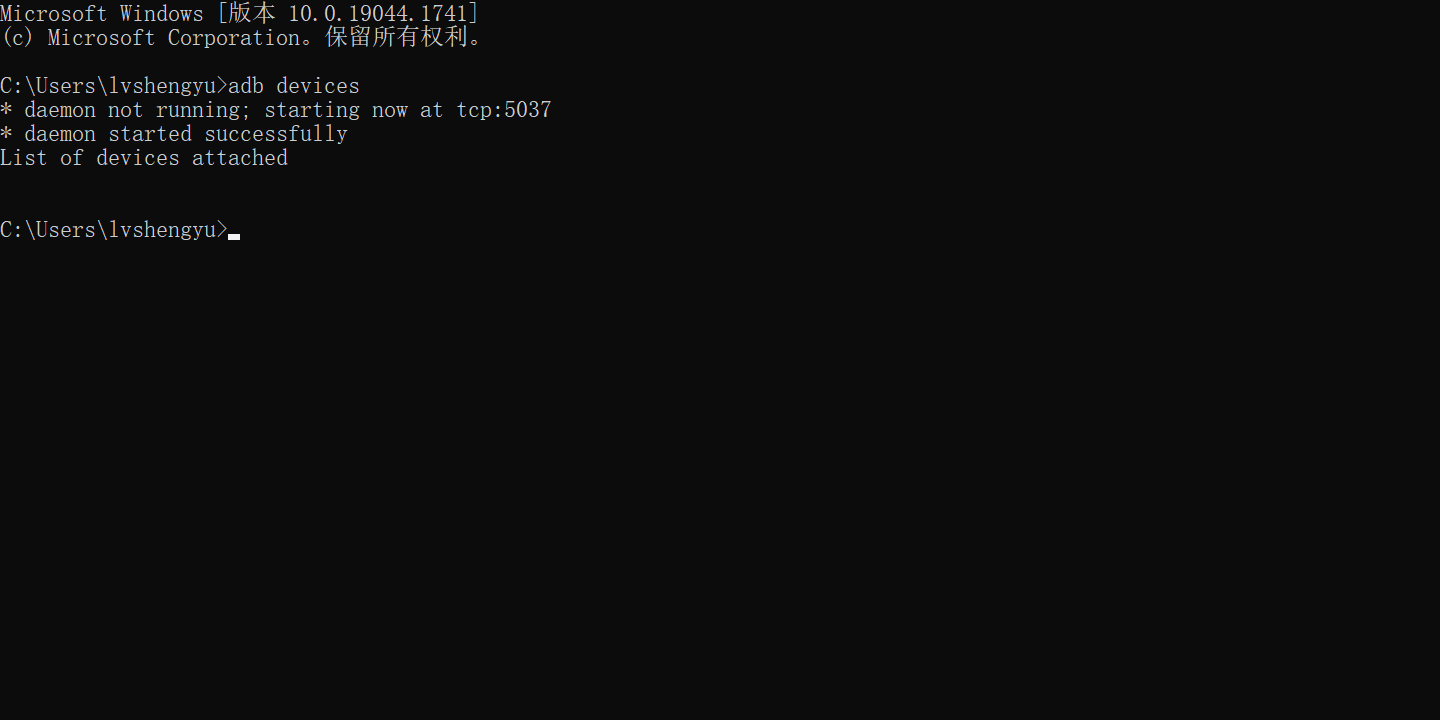 Microsoft Windows [版本 10.0.19044.1741]
(c) Microsoft Corporation。保留所有权利。
C:\Users\lvshengyu>adb devices
* daemon not running; starting now at tcp:5037
* daemon started successfully
List of devices attached
C:\Users\lvshengyu>